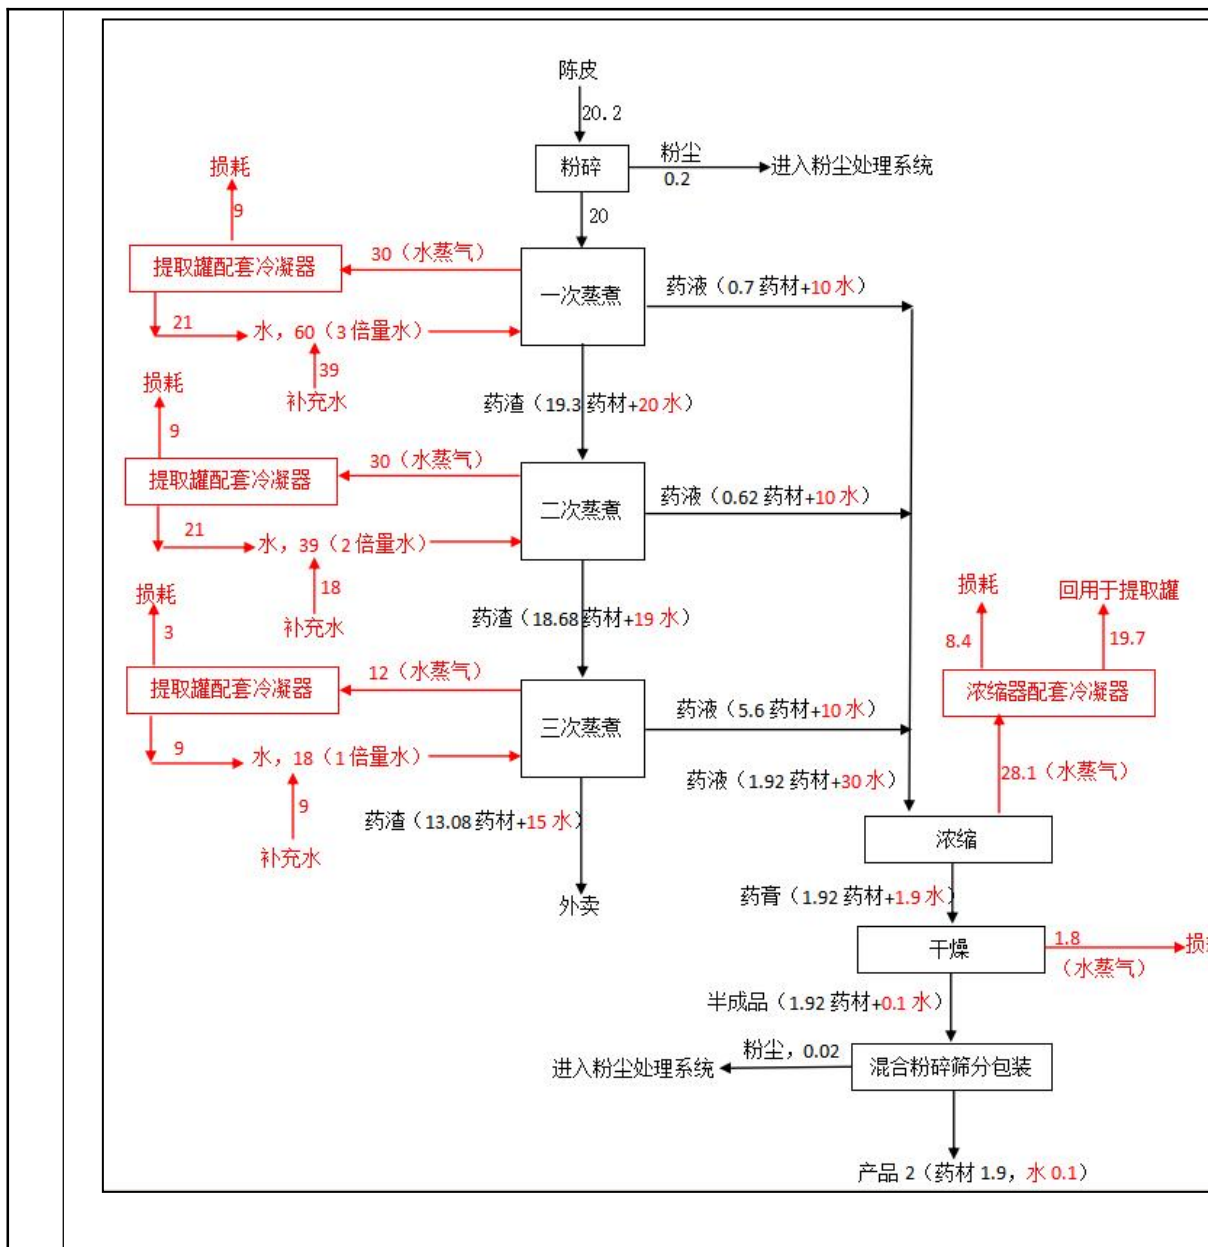 陈皮
20.2
粉碎
粉尘
0.2
进入粉尘处理系统
20
损耗
9
提取罐配套冷凝器
30（水蒸气）
一次蒸煮
药液（0.7 药材+10 水）
21
水，60（3 倍量水）
39
补充水
药渣（19.3 药材+20 水）
损耗
9
提取罐配套冷凝器
30（水蒸气）
二次蒸煮
药液（0.62 药材+10 水）
21
水，39（2 倍量水）
18
补充水
药渣（18.68 药材+19 水）
损耗
3
提取罐配套冷凝器
12（水蒸气）
三次蒸煮
药液（5.6 药材+10 水）
9
水，18（1 倍量水）
9
补充水
药渣（13.08 药材+15 水）
外卖
损耗
8.4
回用于提取罐
19.7
浓缩器配套冷凝器
28.1（水蒸气）
药液（1.92 药材+30 水）
浓缩
药膏（1.92 药材+1.9 水）
干燥
1.8
（水蒸气）
损
半成品（1.92 药材+0.1 水）
粉尘，0.02
进入粉尘处理系统
混合粉碎筛分包装
产品 2（药材 1.9，水 0.1）